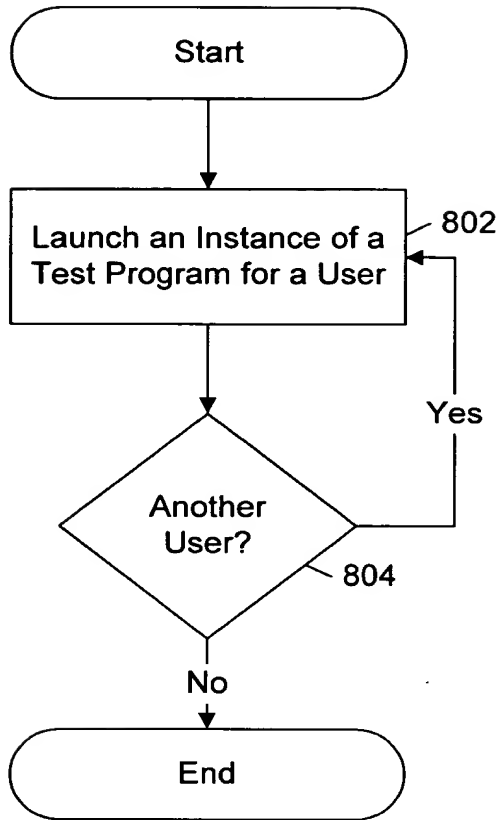 Start
Launch an Instance of a
Test Program for a User
802
Yes
Another
User?
804
No
End